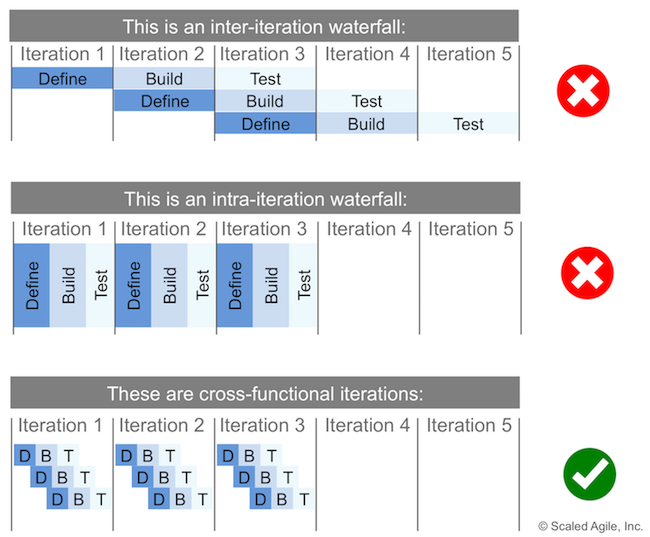 This is an inter-iteration waterfall:
Iteration 1 Iteration 2 Iteration 3 Iteration 4 Iteration 5
Define Build Test
Define Build Test
Define Build Test
This is an intra-iteration waterfall:
Iteration 1 Iteration 2 Iteration 3 Iteration 4 Iteration 5
Define Build Test Define Build Test Define Build Test
These are cross-functional iterations:
Iteration 1 Iteration 2 Iteration 3 Iteration 4 Iteration 5
D B T D B T D B T
D B T D B T D B T
D B T D B T D B T
© Scaled Agile, Inc.